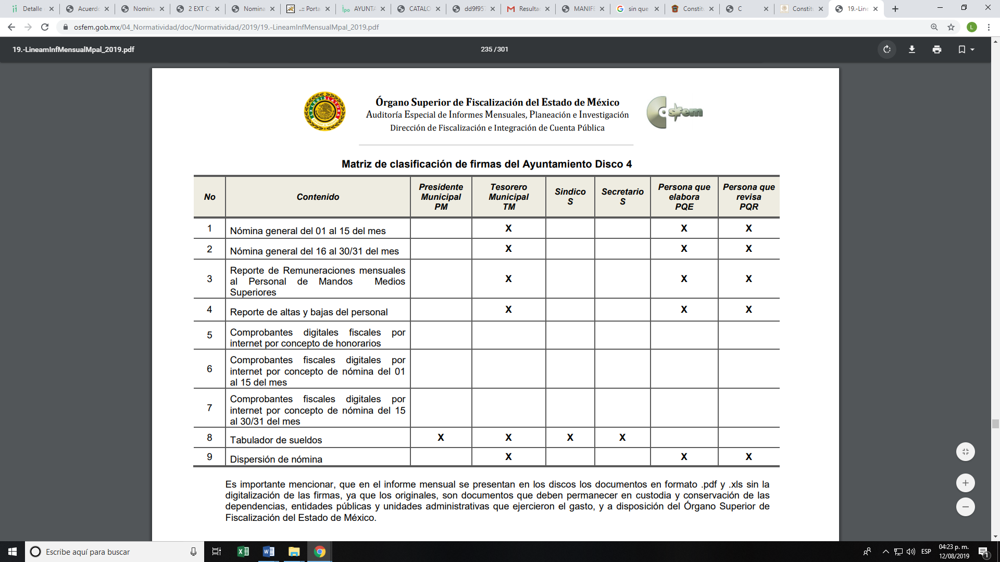 Detalle
Acuerdo
Nomina
2 EXT C
Nomina
..:: Porta
AYUNTA
CATALO
dd9f957
Resulta
MANIFE
sin que
Constitu
C
Constitu
19.-Line
osfem.gob.mx/04_Normatividad/doc/Normatividad/2019/19.-LineamInfMensualMpal_2019.pdf
L
19.-LineamInfMensualMpal_2019.pdf
235 / 301
Órgano Superior de Fiscalización del Estado de México
Auditoría Especial de Informes Mensuales, Planeación e Investigación
Dirección de Fiscalización e Integración de Cuenta Pública
osfem
Matriz de clasificación de firmas del Ayuntamiento Disco 4
No
Contenido
Presidente
Municipal
PM
Tesorero
Municipal
TM
Sindico
S
Secretario
S
Persona que
elabora
PQE
Persona que
revisa
PQR
1 Nómina general del 01 al 15 del mes X X X
2 Nómina general del 16 al 30/31 del mes X X X
3 Reporte de Remuneraciones mensuales
al Personal de Mandos Medios
Superiores X X X
4 Reporte de altas y bajas del personal X X X
5 Comprobantes digitales fiscales por
internet por concepto de honorarios
6 Comprobantes fiscales digitales por
internet por concepto de nómina del 01
al 15 del mes
7 Comprobantes fiscales digitales por
internet por concepto de nómina del 15
al 30/31 del mes
8 Tabulador de sueldos X X X X
9 Dispersión de nómina X X X
Es importante mencionar, que en el informe mensual se presentan en los discos los documentos en formato .pdf y .xls sin la
digitalización de las firmas, ya que los originales, son documentos que deben permanecer en custodia y conservación de las
dependencias, entidades públicas y unidades administrativas que ejercieron el gasto, y a disposición del Órgano Superior de
Fiscalización del Estado de México.
Escribe aquí para buscar
ESP
04:23 p. m.
12/08/2019
1